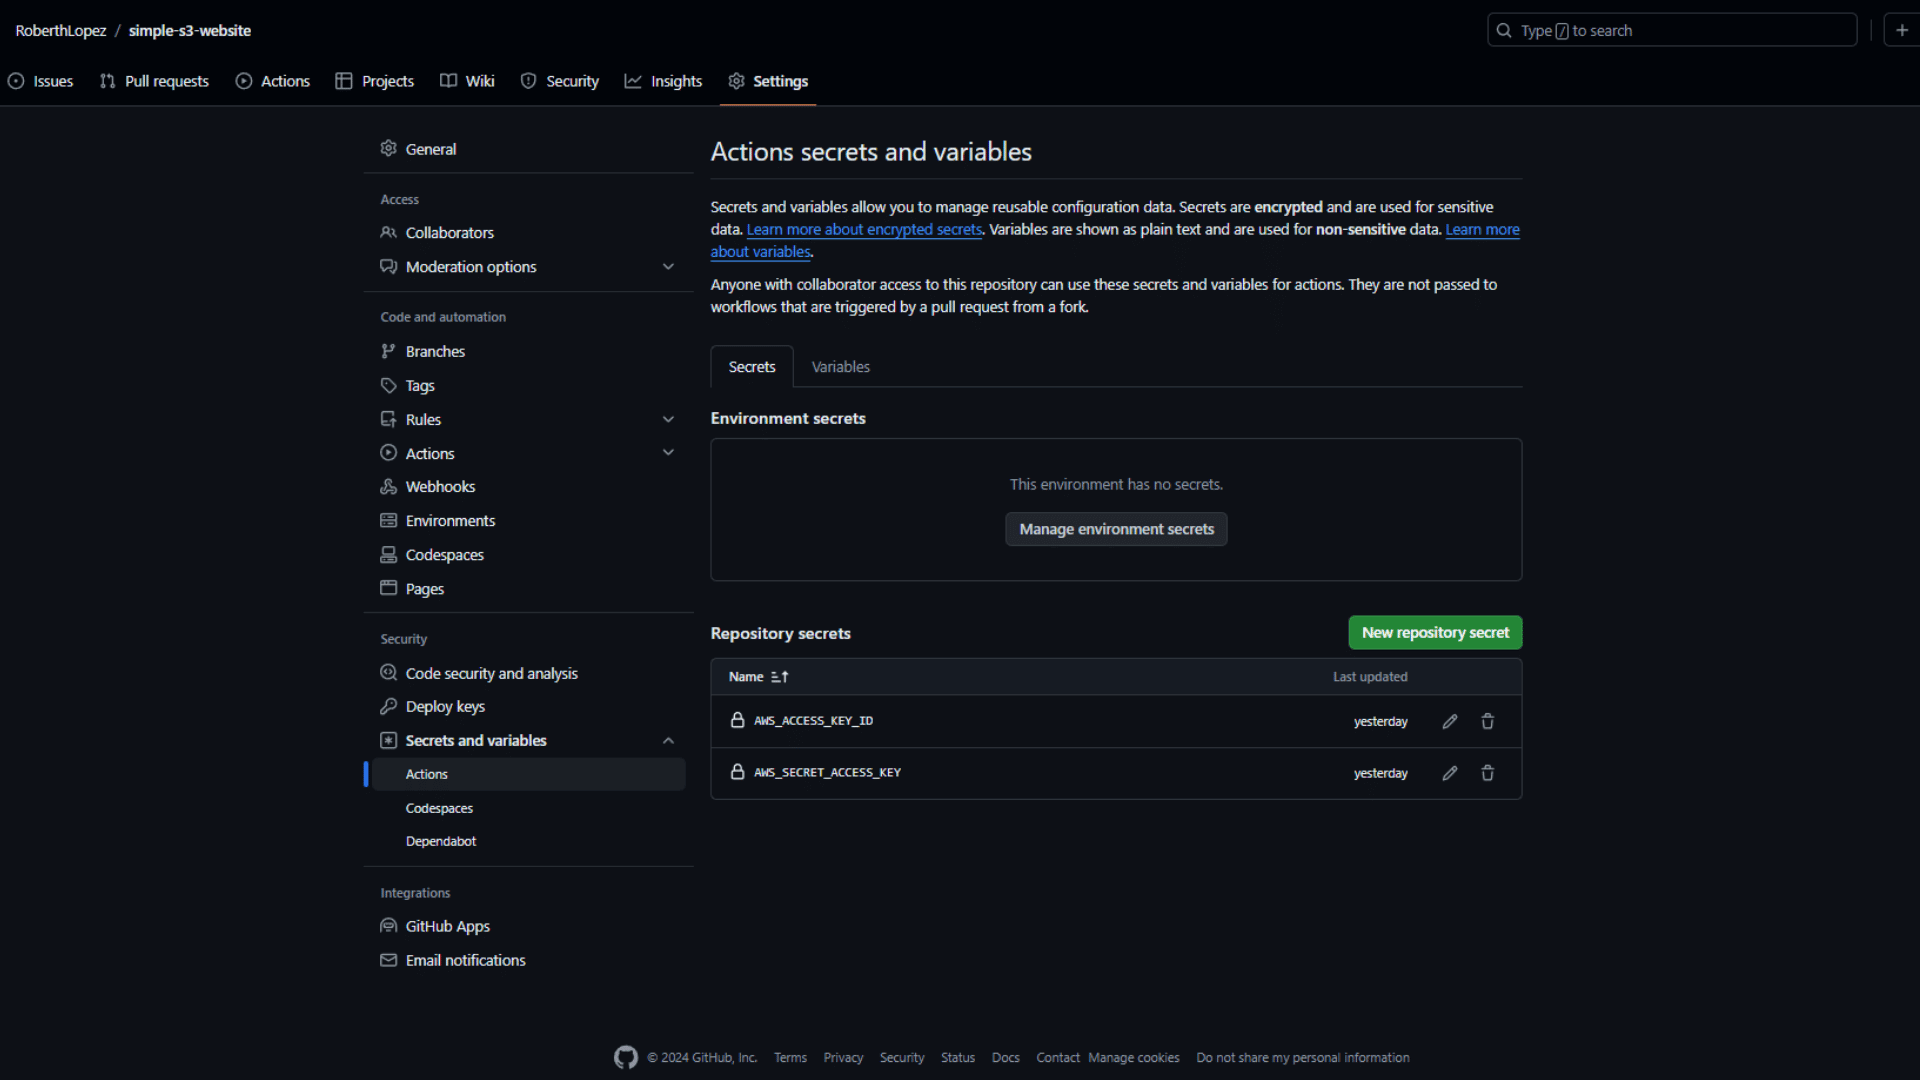 RoberthLopez / simple-s3-website
Type / to search
Issues
Pull requests
Actions
Projects
Wiki
Security
Insights
Settings
General
Access
Collaborators
Moderation options
Code and automation
Branches
Tags
Rules
Actions
Webhooks
Environments
Codespaces
Pages
Security
Code security and analysis
Deploy keys
Secrets and variables
Actions
Codespaces
Dependabot
Integrations
GitHub Apps
Email notifications
Actions secrets and variables
Secrets and variables allow you to manage reusable configuration data. Secrets are encrypted and are used for sensitive
data. Learn more about encrypted secrets. Variables are shown as plain text and are used for non-sensitive data. Learn more
about variables.
Anyone with collaborator access to this repository can use these secrets and variables for actions. They are not passed to
workflows that are triggered by a pull request from a fork.
Secrets
Variables
Environment secrets
This environment has no secrets.
Manage environment secrets
Repository secrets
New repository secret
Name
Last updated
AWS_ACCESS_KEY_ID
yesterday
AWS_SECRET_ACCESS_KEY
yesterday
© 2024 GitHub, Inc.
Terms
Privacy
Security
Status
Docs
Contact
Manage cookies
Do not share my personal information